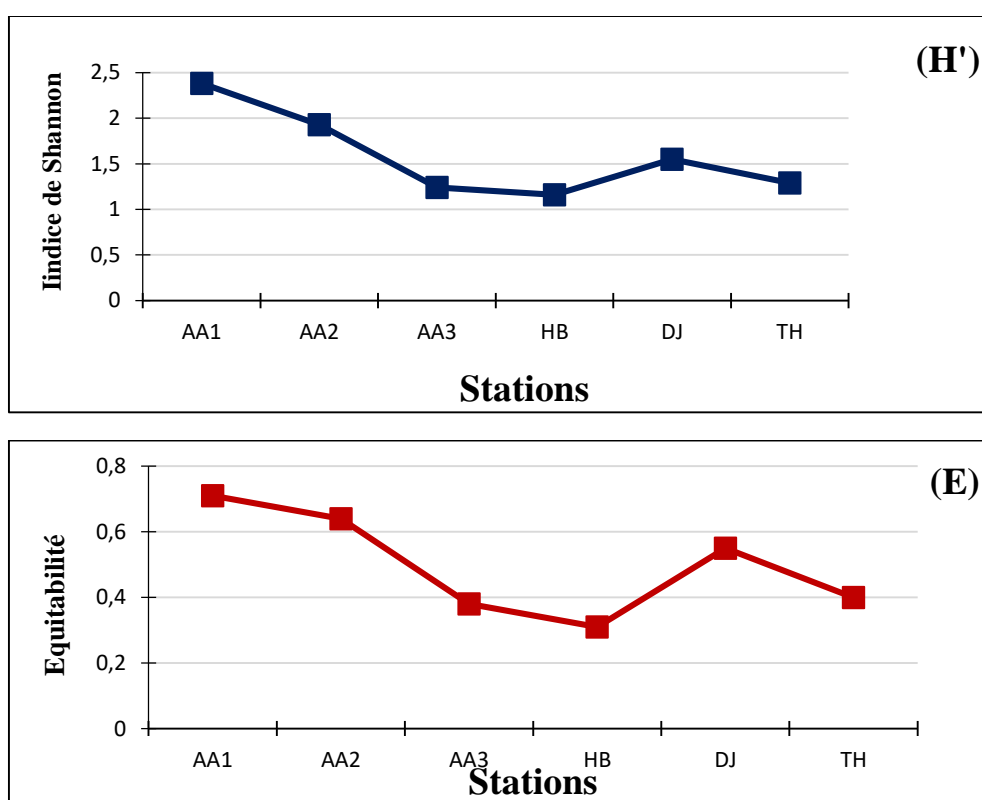 (H')
Iindice de Shannon
2,5
2
1,5
1
0,5
0
AA1 AA2 AA3 HB DJ TH
Stations
(E)
Equitabilité
0,8
0,6
0,4
0,2
0
AA1 AA2 AA3 HB DJ TH
Stations